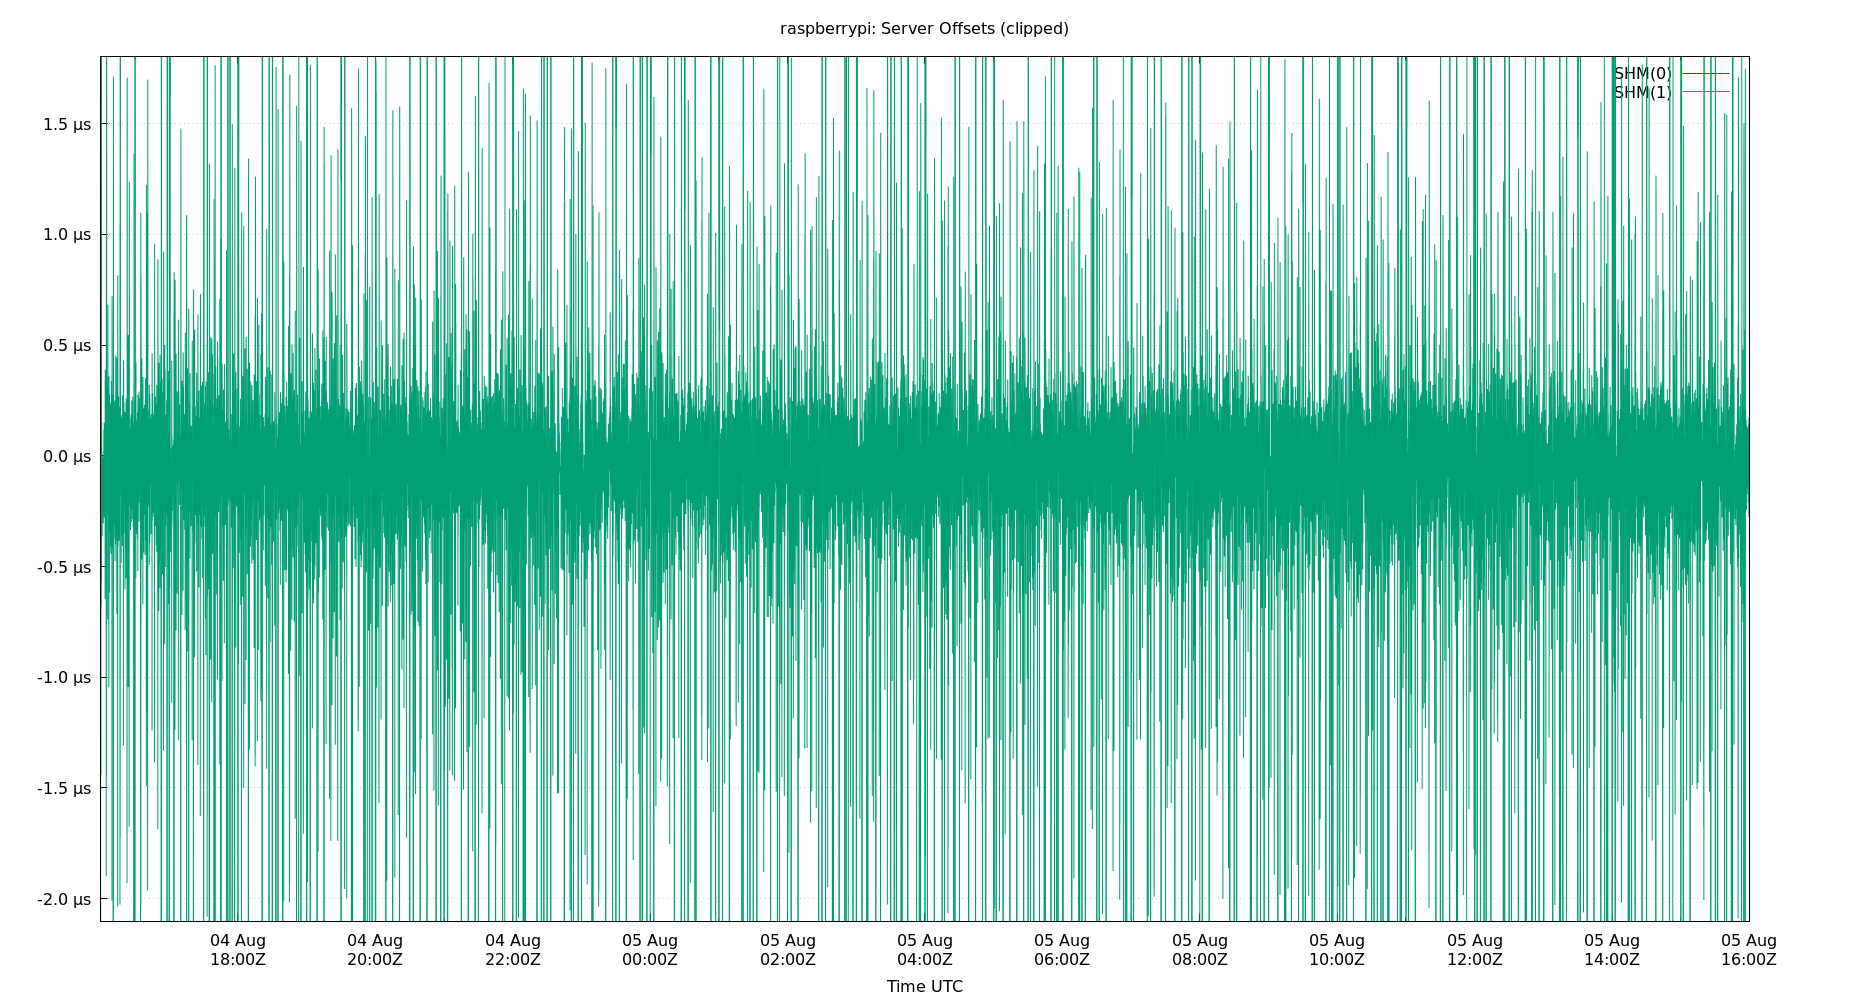 raspberrypi: Server Offsets (clipped)
SHM(0)
SHM(1)
1.5 µs
1.0 µs
0.5 µs
0.0 µs
-0.5 µs
-1.0 µs
-1.5 µs
-2.0 µs
04 Aug 04 Aug 04 Aug 05 Aug 05 Aug 05 Aug 05 Aug 05 Aug 05 Aug 05 Aug 05 Aug 05 Aug
18:00Z 20:00Z 22:00Z 00:00Z 02:00Z 04:00Z 06:00Z 08:00Z 10:00Z 12:00Z 14:00Z 16:00Z
Time UTC